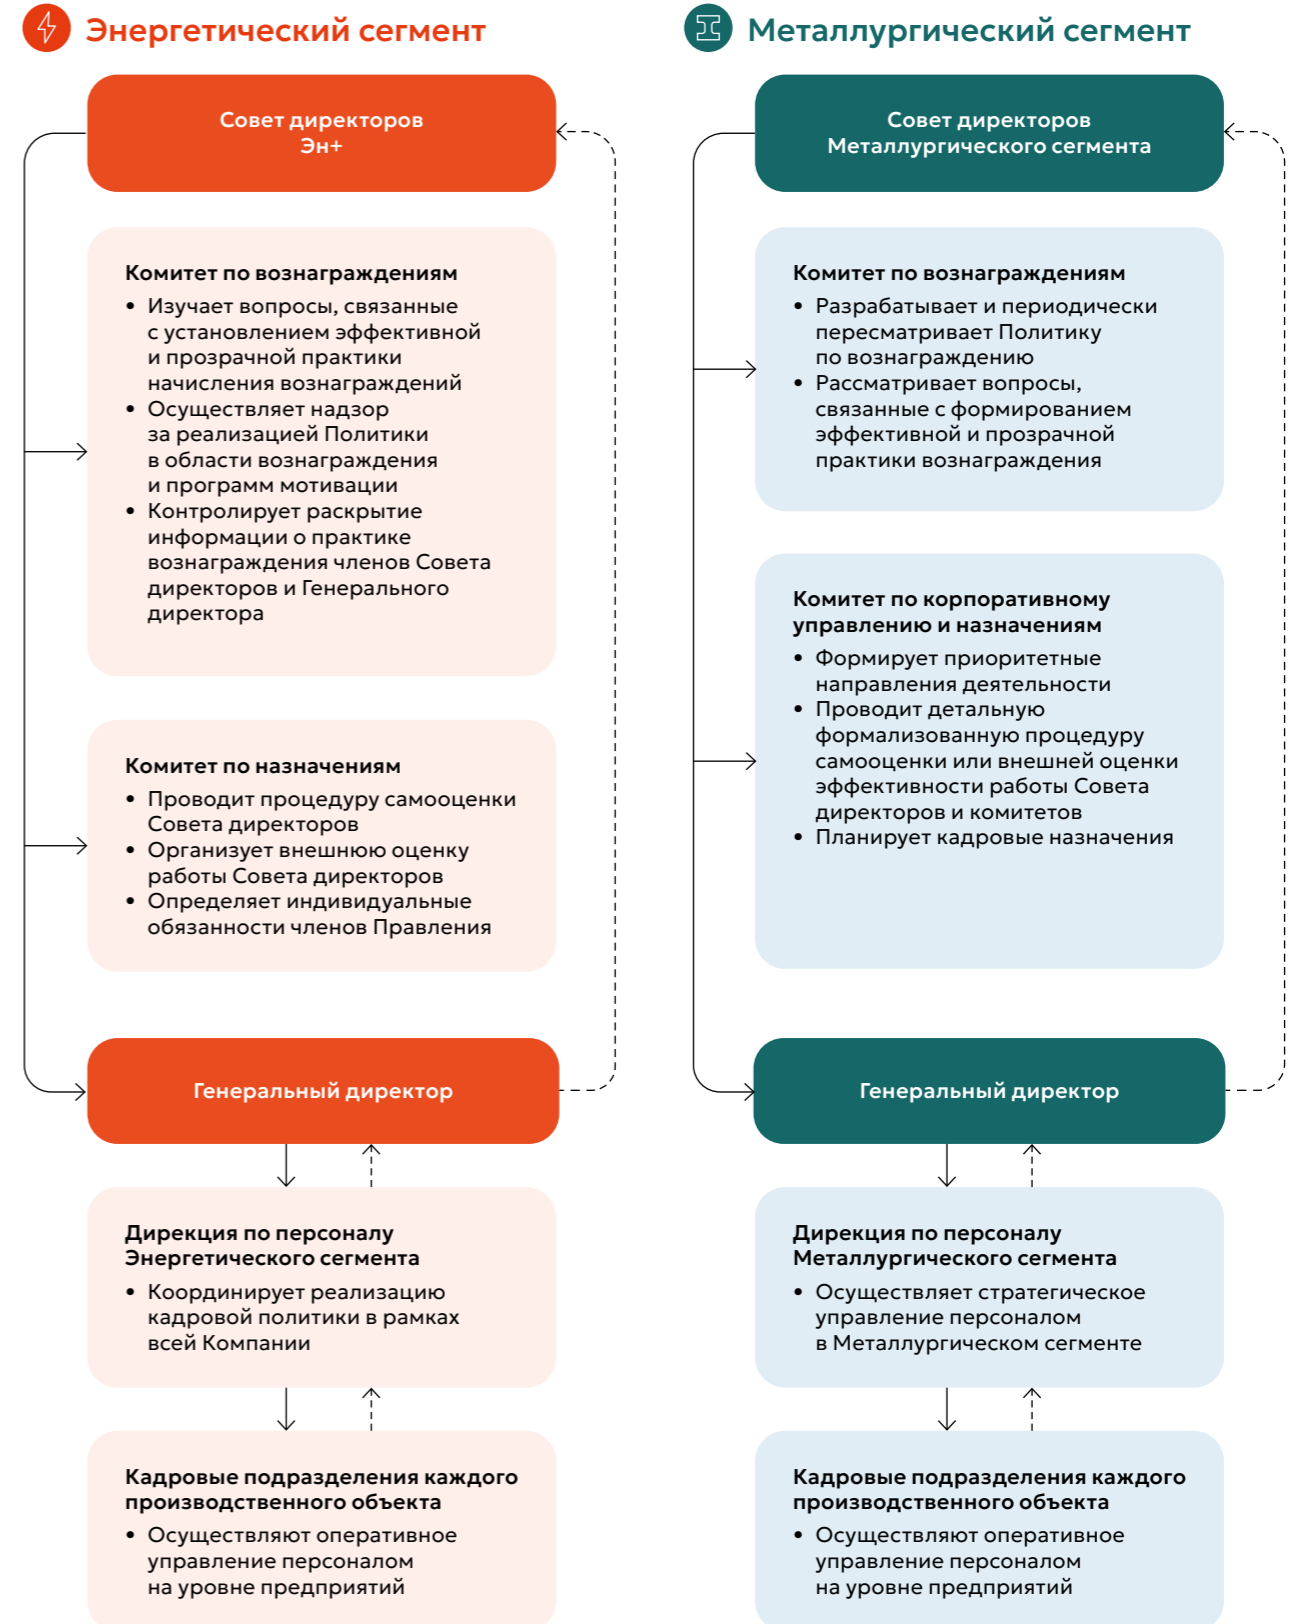 Энергетический сегмент
Совет директоров
Эн+
Комитет по вознаграждениям
• Изучает вопросы, связанные
с установлением эффективной
и прозрачной практики
начисления вознаграждений
• Осуществляет надзор
за реализацией Политики
в области вознаграждения
и программ мотивации
• Контролирует раскрытие
информации о практике
вознаграждения членов Совета
директоров и Генерального
директора
Комитет по назначениям
• Проводит процедуру самооценки
Совета директоров
• Организует внешнюю оценку
работы Совета директоров
• Определяет индивидуальные
обязанности членов Правления
Генеральный директор
Дирекция по персоналу
Энергетического сегмента
• Координирует реализацию
кадровой политики в рамках
всей Компании
Кадровые подразделения каждого
производственного объекта
• Осуществляют оперативное
управление персоналом
на уровне предприятий
Металлургический сегмент
Совет директоров
Металлургического сегмента
Комитет по вознаграждениям
• Разрабатывает и периодически
пересматривает Политику
по вознаграждению
• Рассматривает вопросы,
связанные с формированием
эффективной и прозрачной
практики вознаграждения
Комитет по корпоративному
управлению и назначениям
• Формирует приоритетные
направления деятельности
• Проводит детальную
формализованную процедуру
самооценки или внешней оценки
эффективности работы Совета
директоров и комитетов
• Планирует кадровые назначения
Генеральный директор
Дирекция по персоналу
Металлургического сегмента
• Осуществляет стратегическое
управление персоналом
в Металлургическом сегменте
Кадровые подразделения каждого
производственного объекта
• Осуществляют оперативное
управление персоналом
на уровне предприятий